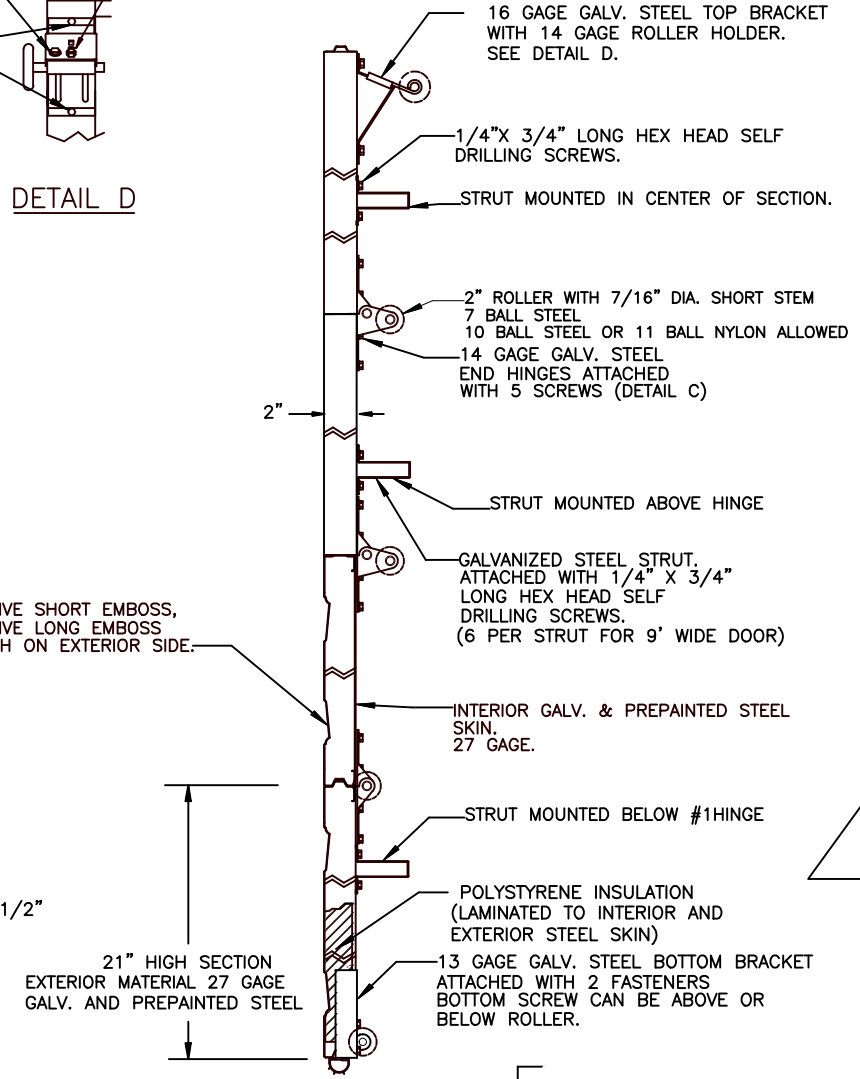 16 GAGE GALV. STEEL TOP BRACKET
WITH 14 GAGE ROLLER HOLDER.
SEE DETAIL D.
1/4"X 3/4" LONG HEX HEAD SELF
DRILLING SCREWS.
DETAIL D
STRUT MOUNTED IN CENTER OF SECTION.
2" ROLLER WITH 7/16" DIA. SHORT STEM
7 BALL STEEL
10 BALL STEEL OR 11 BALL NYLON ALLOWED
14 GAGE GALV. STEEL
END HINGES ATTACHED
WITH 5 SCREWS (DETAIL C)
2"
STRUT MOUNTED ABOVE HINGE
GALVANIZED STEEL STRUT.
ATTACHED WITH 1/4" X 3/4"
LONG HEX HEAD SELF
DRILLING SCREWS.
(6 PER STRUT FOR 9' WIDE DOOR)
IVE SHORT EMBOSS,
IVE LONG EMBOSS
H ON EXTERIOR SIDE.
INTERIOR GALV. & PREPAINTED STEEL
SKIN.
27 GAGE.
STRUT MOUNTED BELOW #1HINGE
1/2"
POLYSTYRENE INSULATION
(LAMINATED TO INTERIOR AND
EXTERIOR STEEL SKIN)
21" HIGH SECTION
EXTERIOR MATERIAL 27 GAGE
GALV. AND PREPAINTED STEEL
13 GAGE GALV. STEEL BOTTOM BRACKET
ATTACHED WITH 2 FASTENERS
BOTTOM SCREW CAN BE ABOVE OR
BELOW ROLLER.